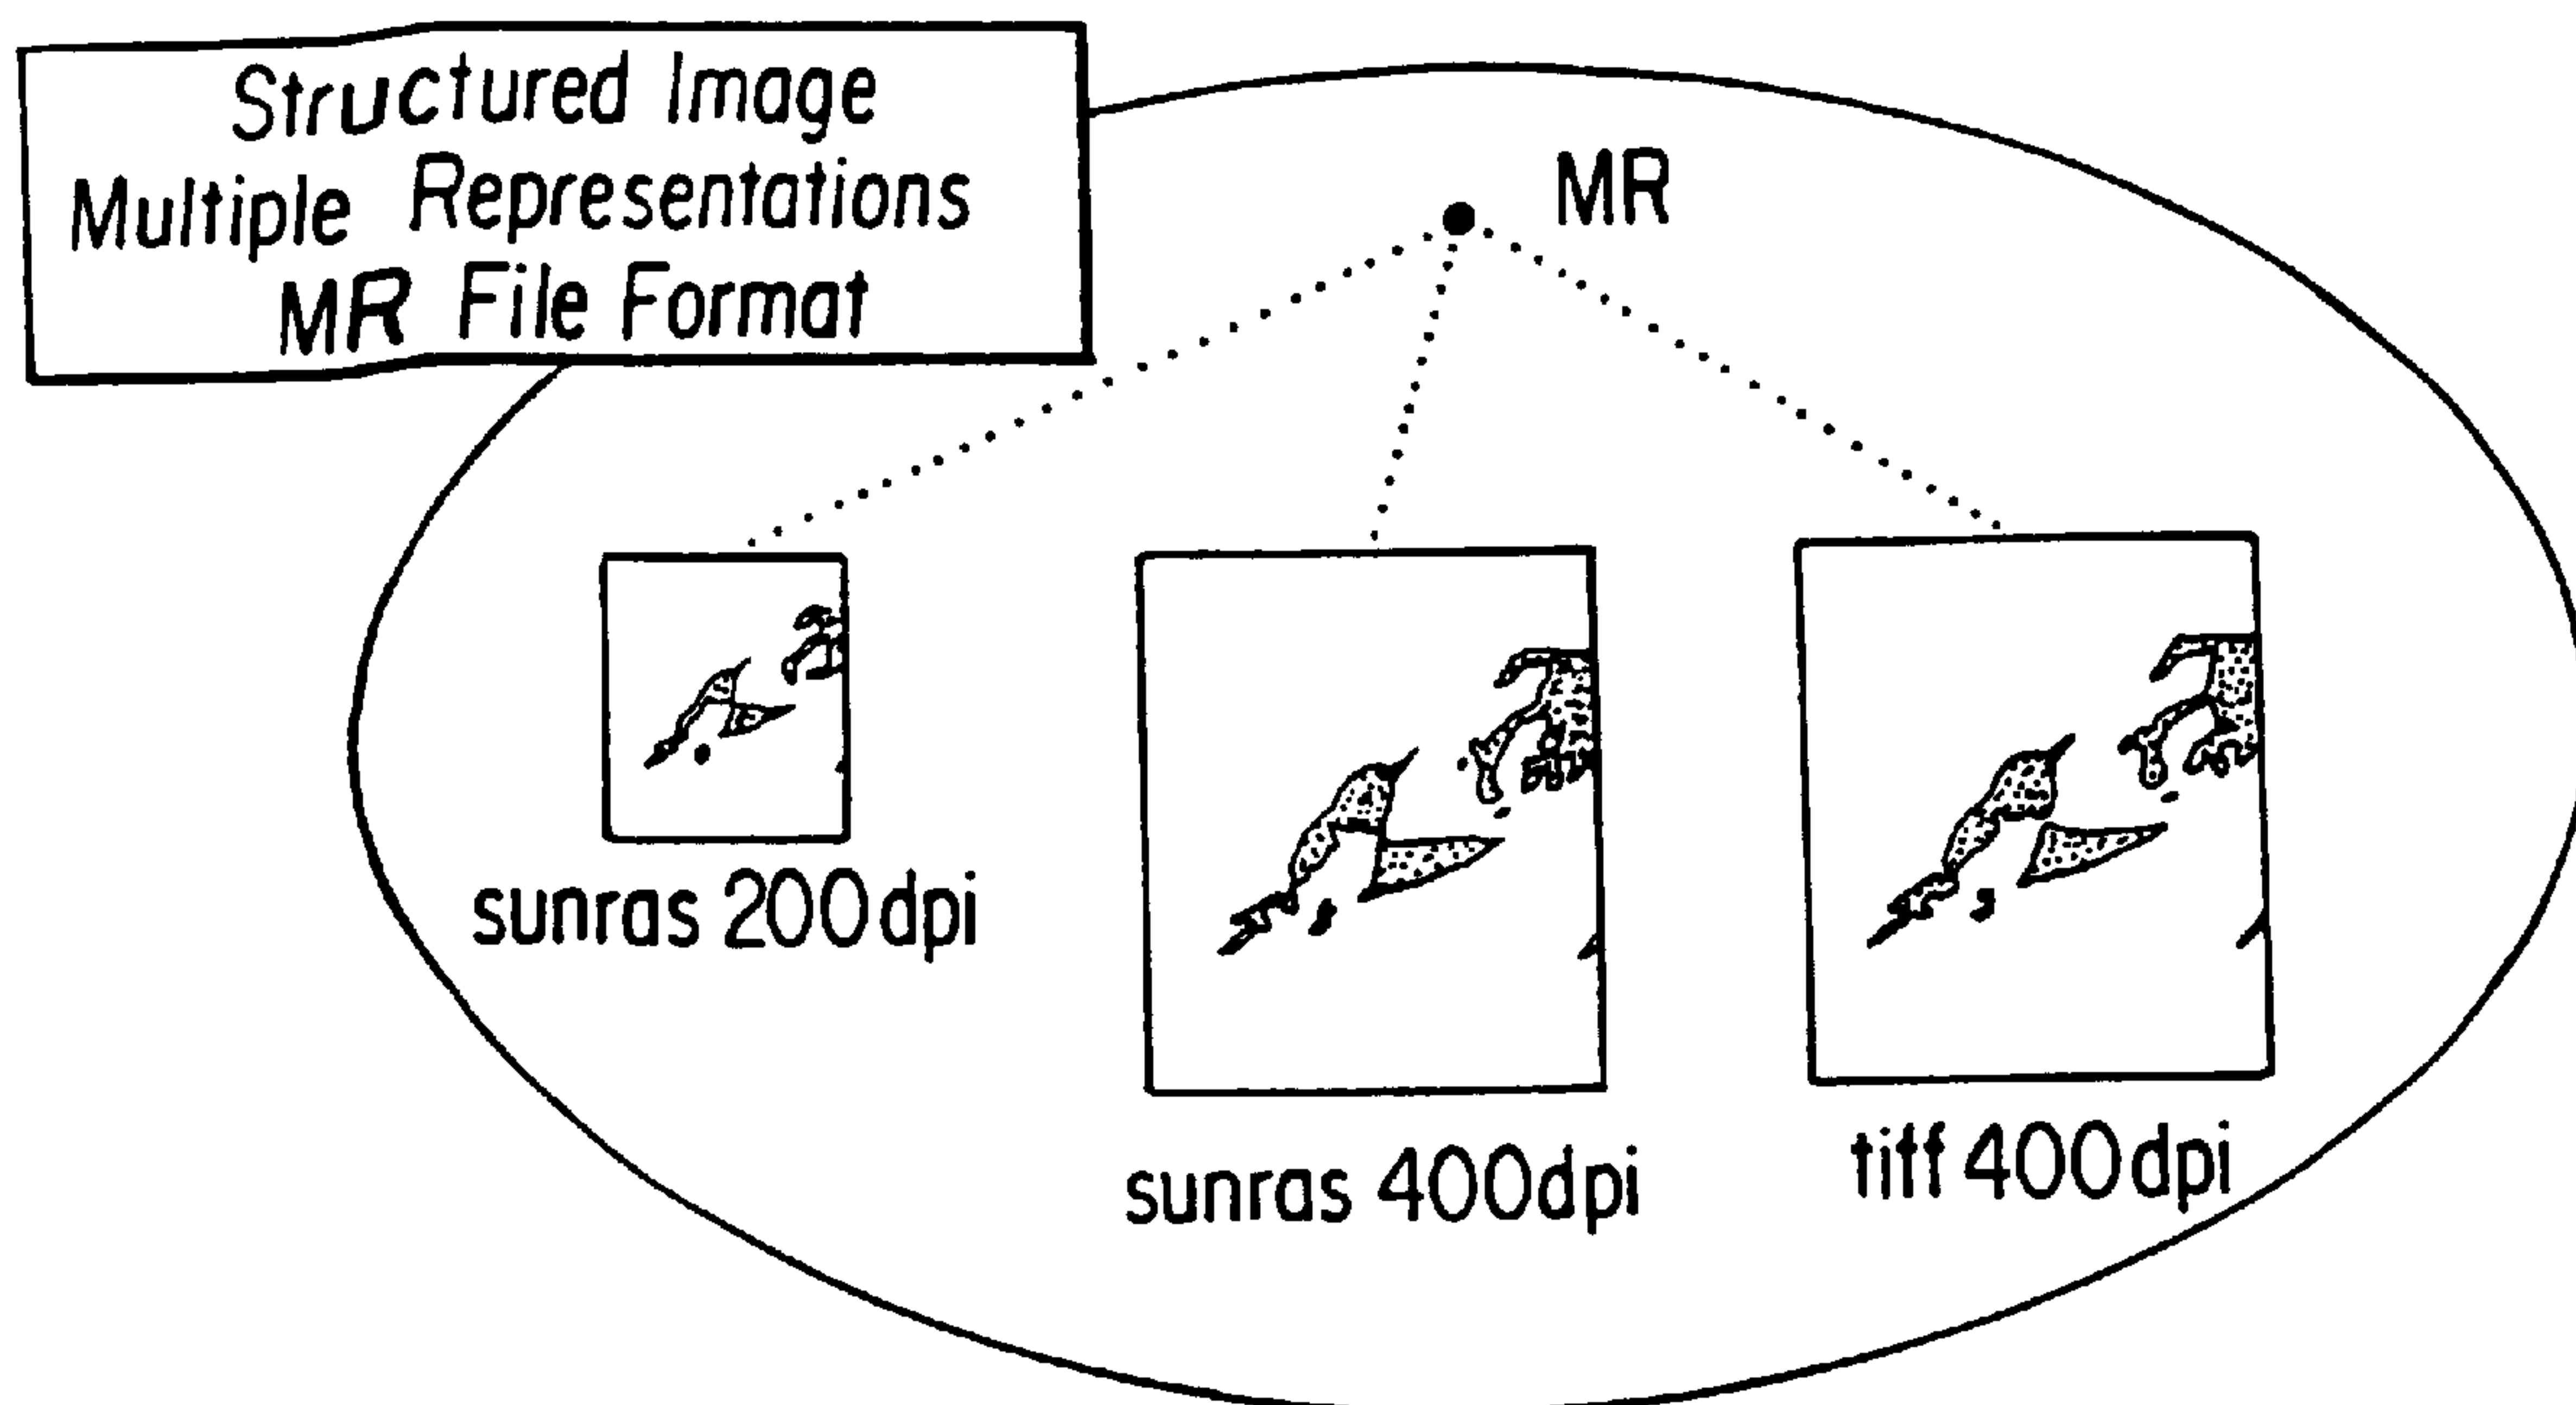 Structured Image
Multiple Representations
MR File Format
MR
sunras 200dpi
sunras 400dpi
tiff 400dpi